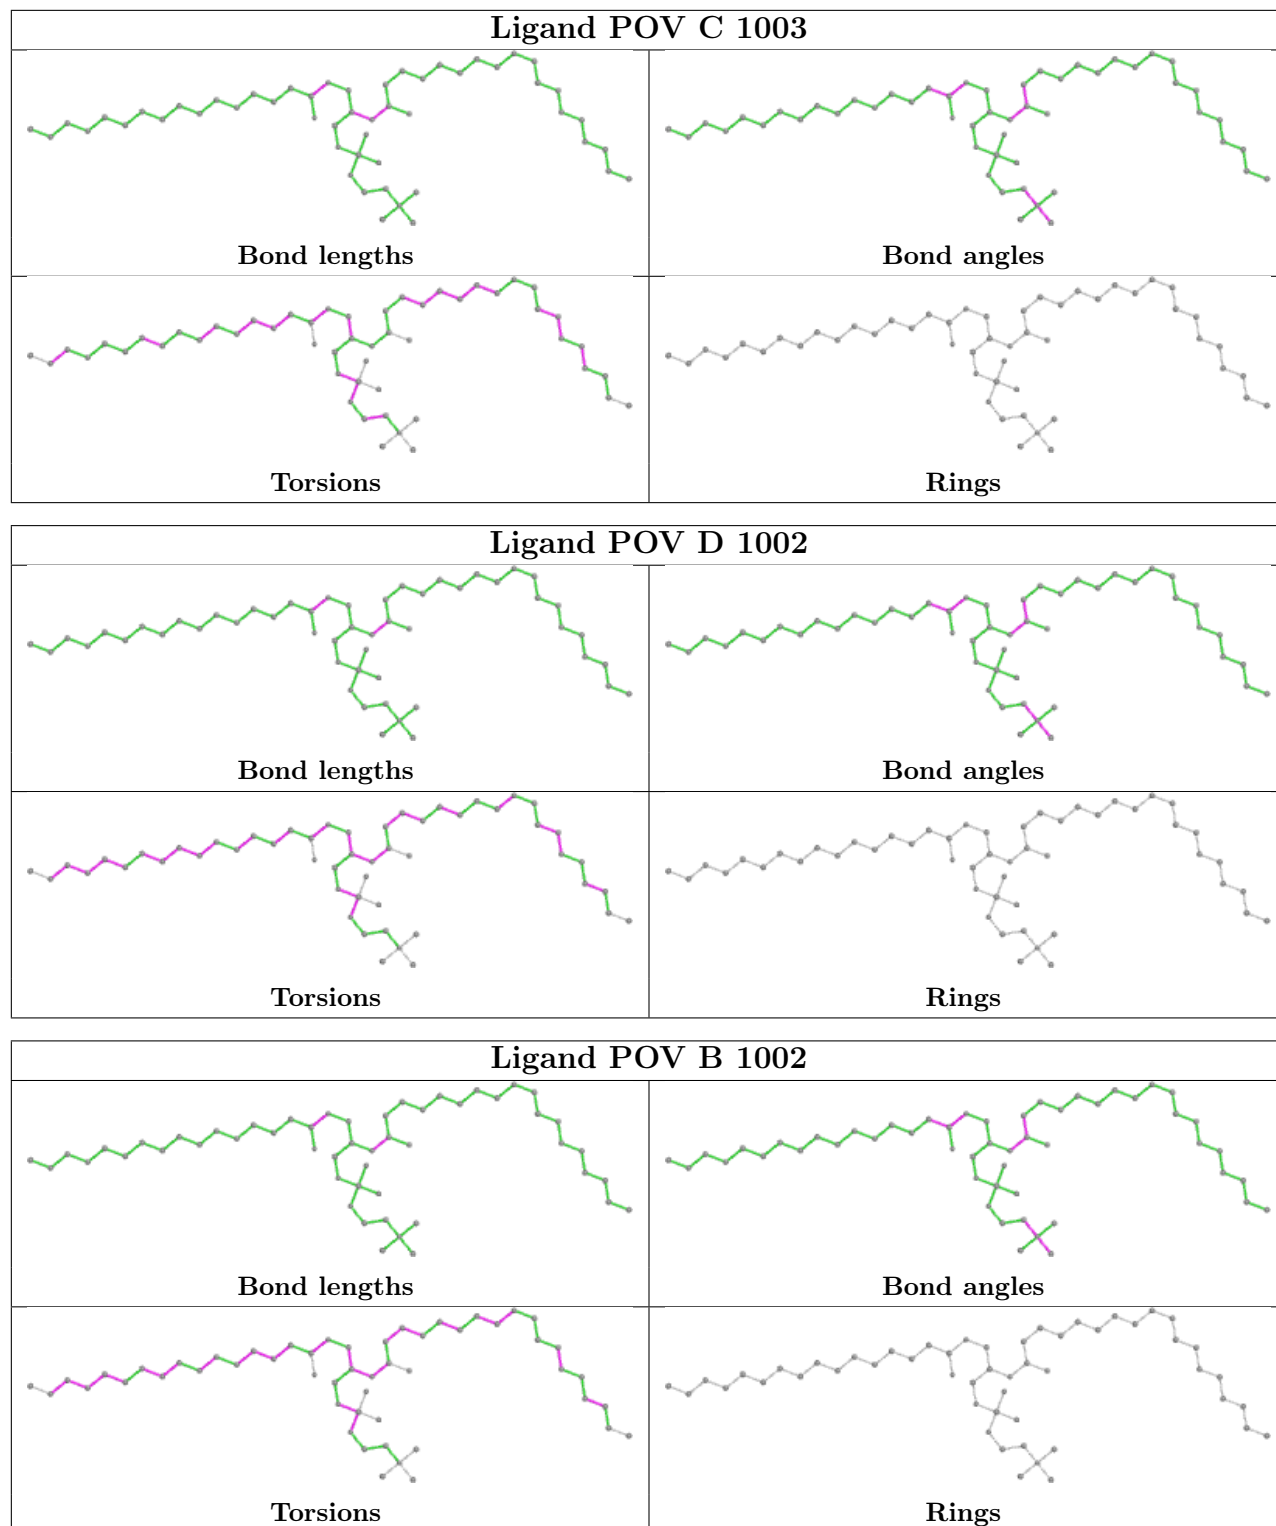 Ligand POV C 1003
Bond lengths
Bond angles
Torsions
Rings
Ligand POV D 1002
Bond lengths
Bond angles
Torsions
Rings
Ligand POV B 1002
Bond lengths
Bond angles
Torsions
Rings